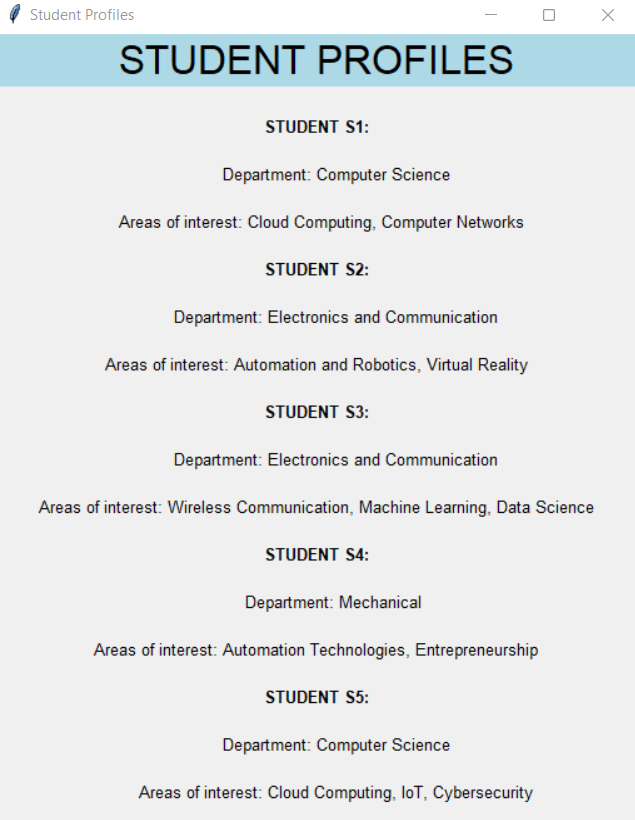 Student Profiles
STUDENT PROFILES
STUDENT S1:
Department: Computer Science
Areas of interest: Cloud Computing, Computer Networks
STUDENT S2:
Department: Electronics and Communication
Areas of interest: Automation and Robotics, Virtual Reality
STUDENT S3:
Department: Electronics and Communication
Areas of interest: Wireless Communication, Machine Learning, Data Science
STUDENT S4:
Department: Mechanical
Areas of interest: Automation Technologies, Entrepreneurship
STUDENT S5:
Department: Computer Science
Areas of interest: Cloud Computing, IoT, Cybersecurity